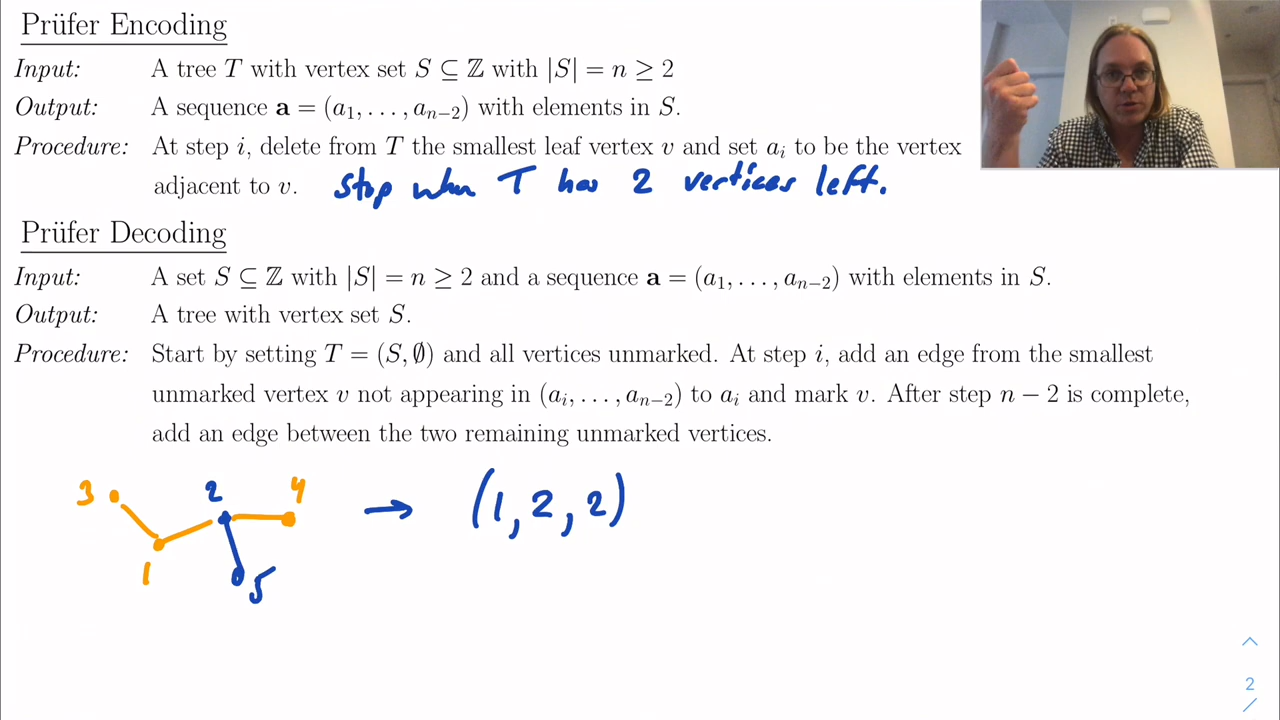 Prüfer Encoding
Input: A tree T with vertex set S ⊆ ℤ with |S| = n ≥ 2
Output: A sequence a = (a₁, . . . , aₙ₋₂) with elements in S.
Procedure: At step i, delete from T the smallest leaf vertex v and set aᵢ to be the vertex
adjacent to v. Stop when T has 2 vertices left.
Prüfer Decoding
Input: A set S ⊆ ℤ with |S| = n ≥ 2 and a sequence a = (a₁, . . . , aₙ₋₂) with elements in S.
Output: A tree with vertex set S.
Procedure: Start by setting T = (S, ∅) and all vertices unmarked. At step i, add an edge from the smallest
unmarked vertex v not appearing in (aᵢ, . . . , aₙ₋₂) to aᵢ and mark v. After step n − 2 is complete,
add an edge between the two remaining unmarked vertices.
3 2 4 → (1, 2, 2)
1 5
2